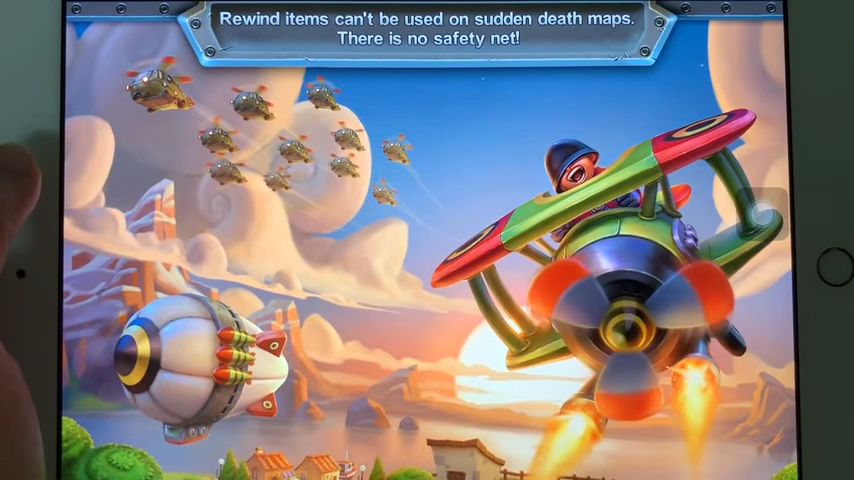 Rewind items can't be used on sudden death maps.
There is no safety net!